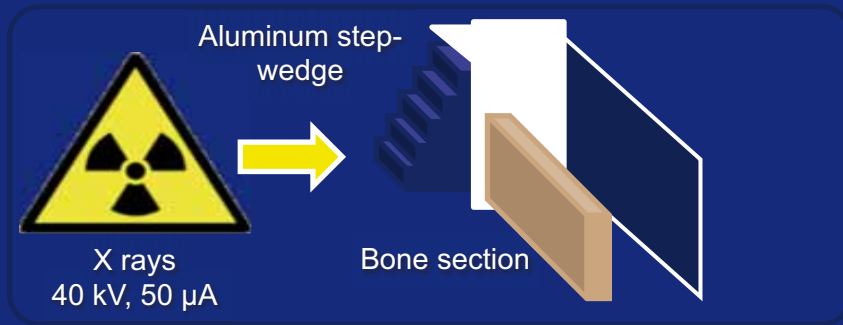 Aluminum step-
wedge
X rays
40 kV, 50 μA
Bone section